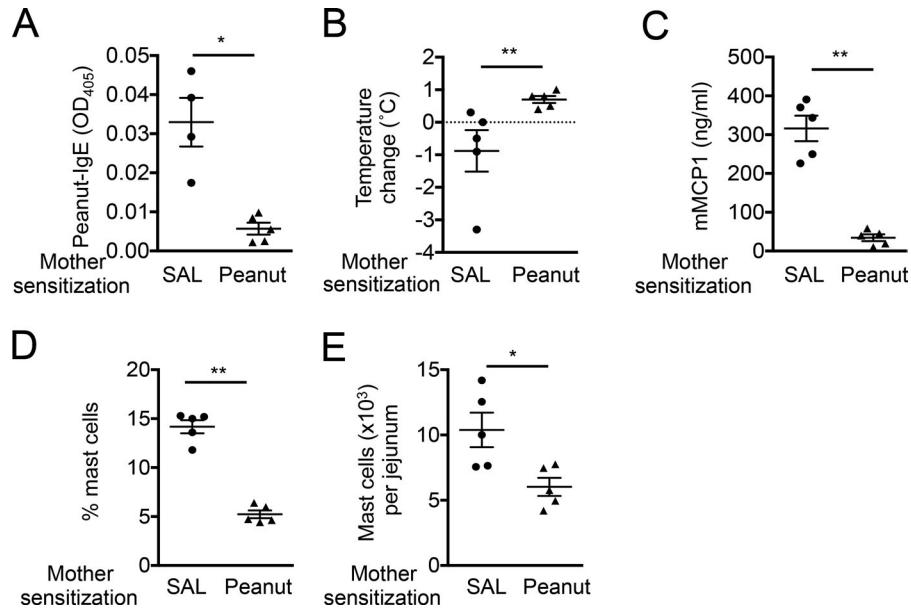 A
Peanut-IgE (OD405)
0.05
0.04
0.03
0.02
0.01
0.00
*
Mother
sensitization
SAL Peanut
B
Temperature
change (˚C)
2
1
0
-1
-2
-3
-4
**
Mother
sensitization
SAL Peanut
C
mMCP1 (ng/ml)
500
400
300
200
100
0
**
Mother
sensitization
SAL Peanut
D
% mast cells
20
15
10
5
0
**
Mother
sensitization
SAL Peanut
E
Mast cells (x10³)
per jejunum
15
10
5
0
*
Mother
sensitization
SAL Peanut